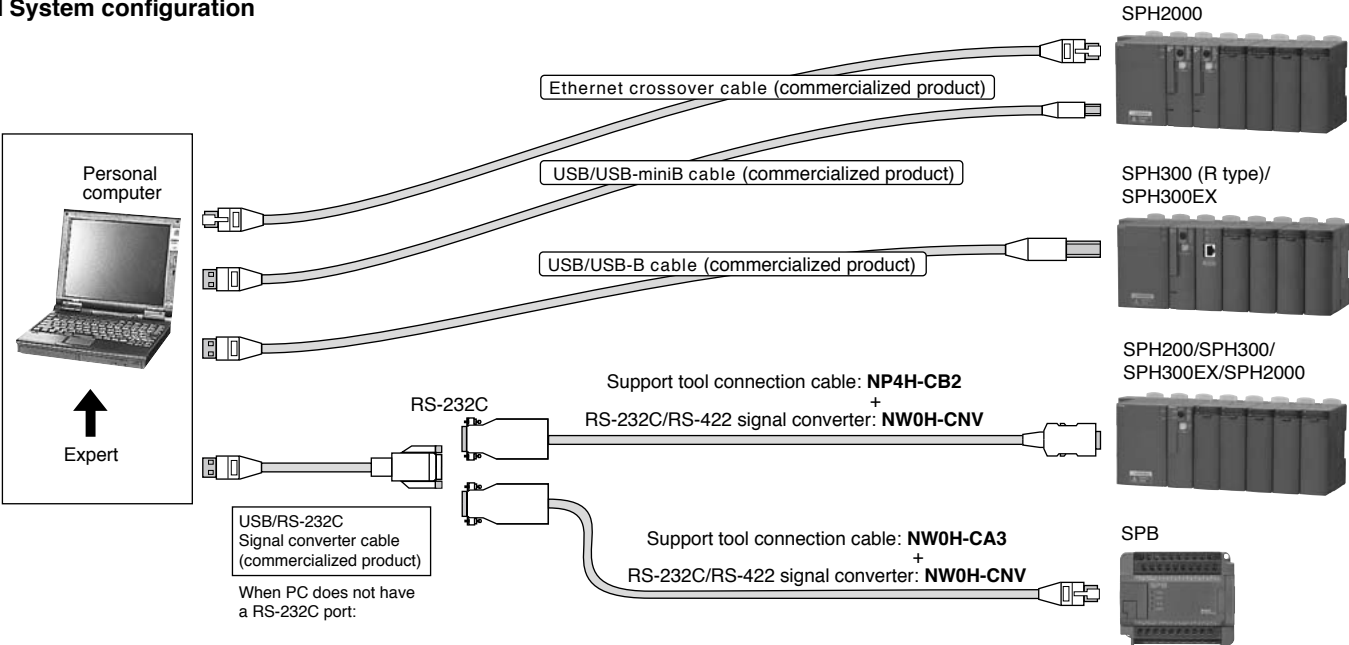 System configuration
SPH2000
Ethernet crossover cable (commercialized product)
Personal
computer
USB/USB-miniB cable (commercialized product)
SPH300 (R type)/
SPH300EX
USB/USB-B cable (commercialized product)
SPH200/SPH300/
SPH300EX/SPH2000
Support tool connection cable: NP4H-CB2
+
RS-232C/RS-422 signal converter: NW0H-CNV
RS-232C
Expert
USB/RS-232C
Signal converter cable
(commercialized product)
When PC does not have
a RS-232C port:
SPB
Support tool connection cable: NW0H-CA3
+
RS-232C/RS-422 signal converter: NW0H-CNV
SPB